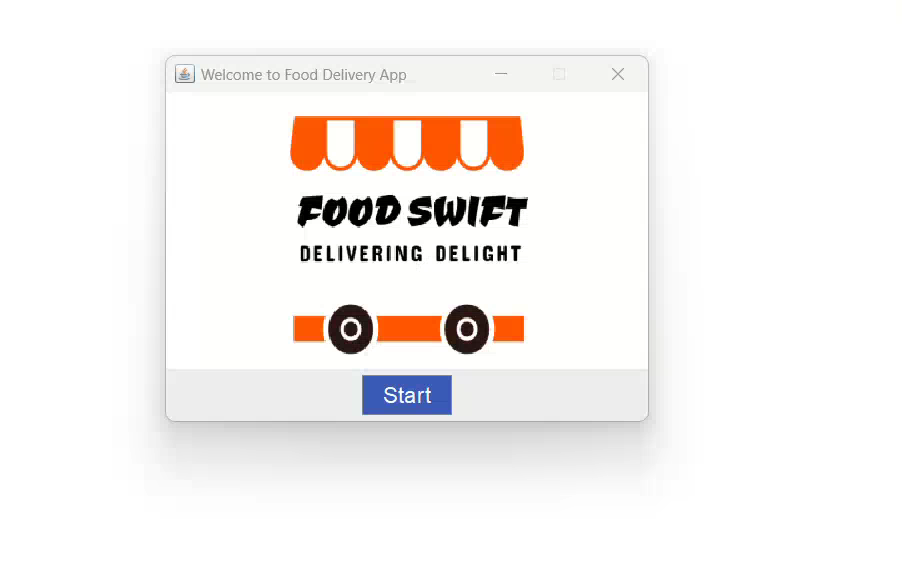 Welcome to Food Delivery App
FOOD SWIFT
DELIVERING DELIGHT
Start